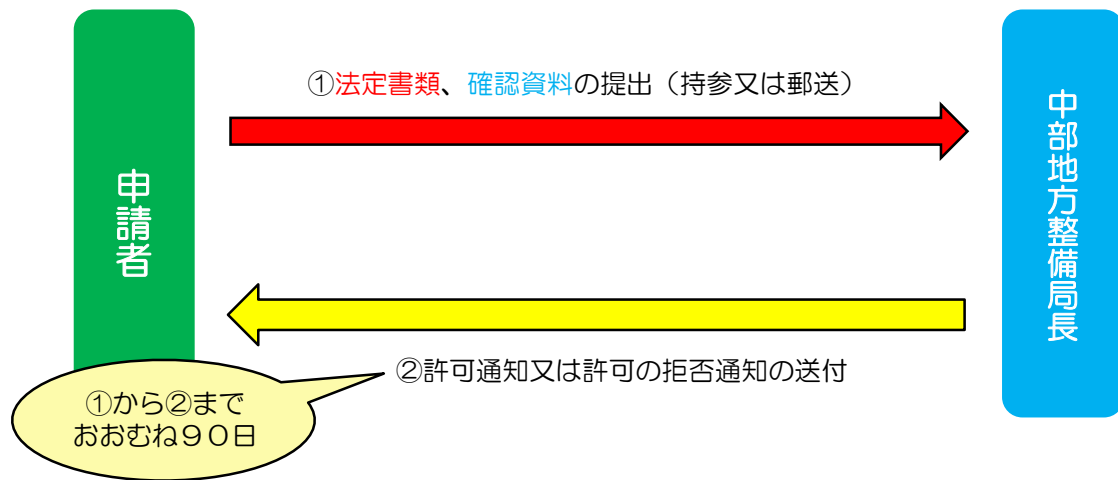 ①法定書類、確認資料の提出（持参又は郵送）
申請者
中部地方整備局長
②許可通知又は許可の拒否通知の送付
①から②まで
おおむね９０日